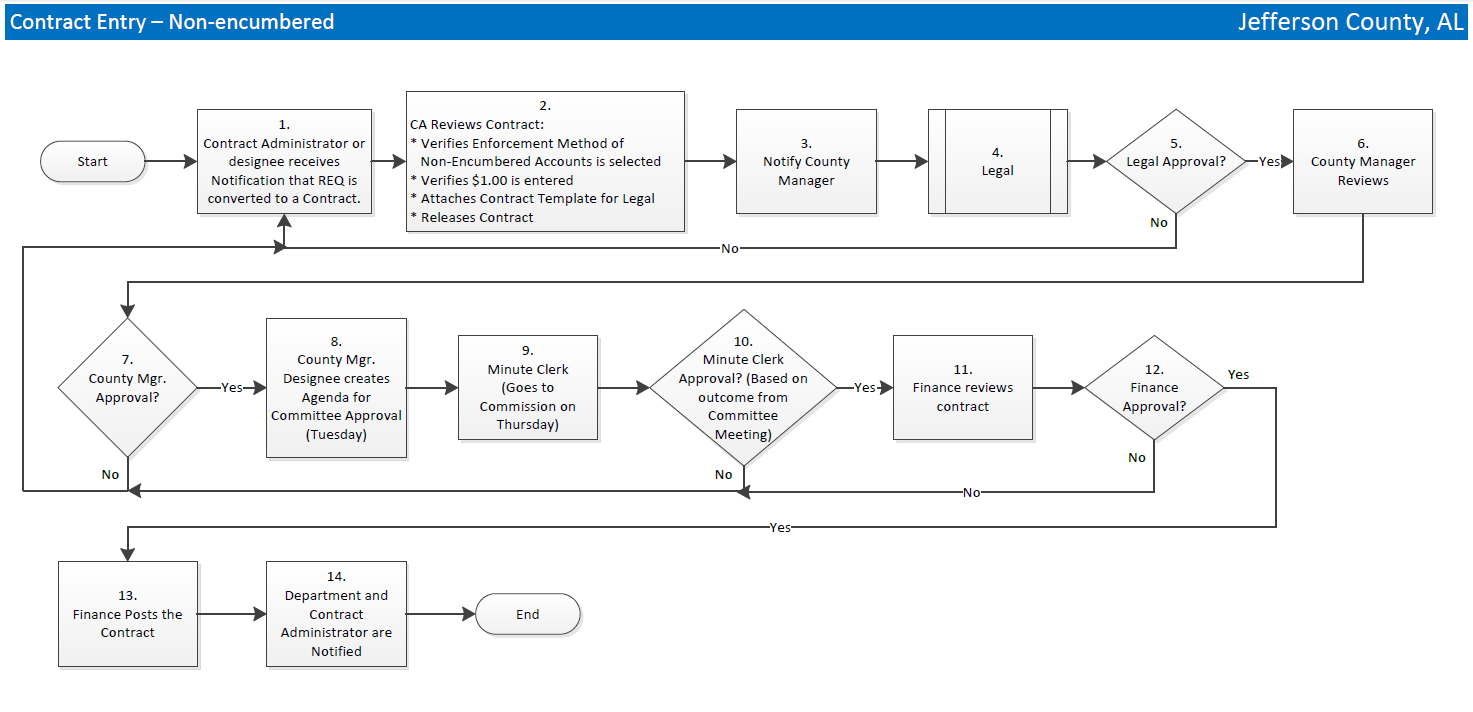 Contract Entry – Non-encumbered
Jefferson County, AL
Start
1.
Contract Administrator or
designee receives
Notification that REQ is
converted to a Contract.
2.
CA Reviews Contract:
* Verifies Enforcement Method of
Non-Encumbered Accounts is selected
* Verifies $1.00 is entered
* Attaches Contract Template for Legal
* Releases Contract
3.
Notify County
Manager
4.
Legal
5.
Legal Approval?
Yes
6.
County Manager
Reviews
No
No
7.
County Mgr.
Approval?
Yes
8.
County Mgr.
Designee creates
Agenda for
Committee Approval
(Tuesday)
9.
Minute Clerk
(Goes to
Commission on
Thursday)
10.
Minute Clerk
Approval? (Based on
outcome from
Committee
Meeting)
Yes
11.
Finance reviews
contract
12.
Finance
Approval?
Yes
No
No
No
No
Yes
13.
Finance Posts the
Contract
14.
Department and
Contract
Administrator are
Notified
End